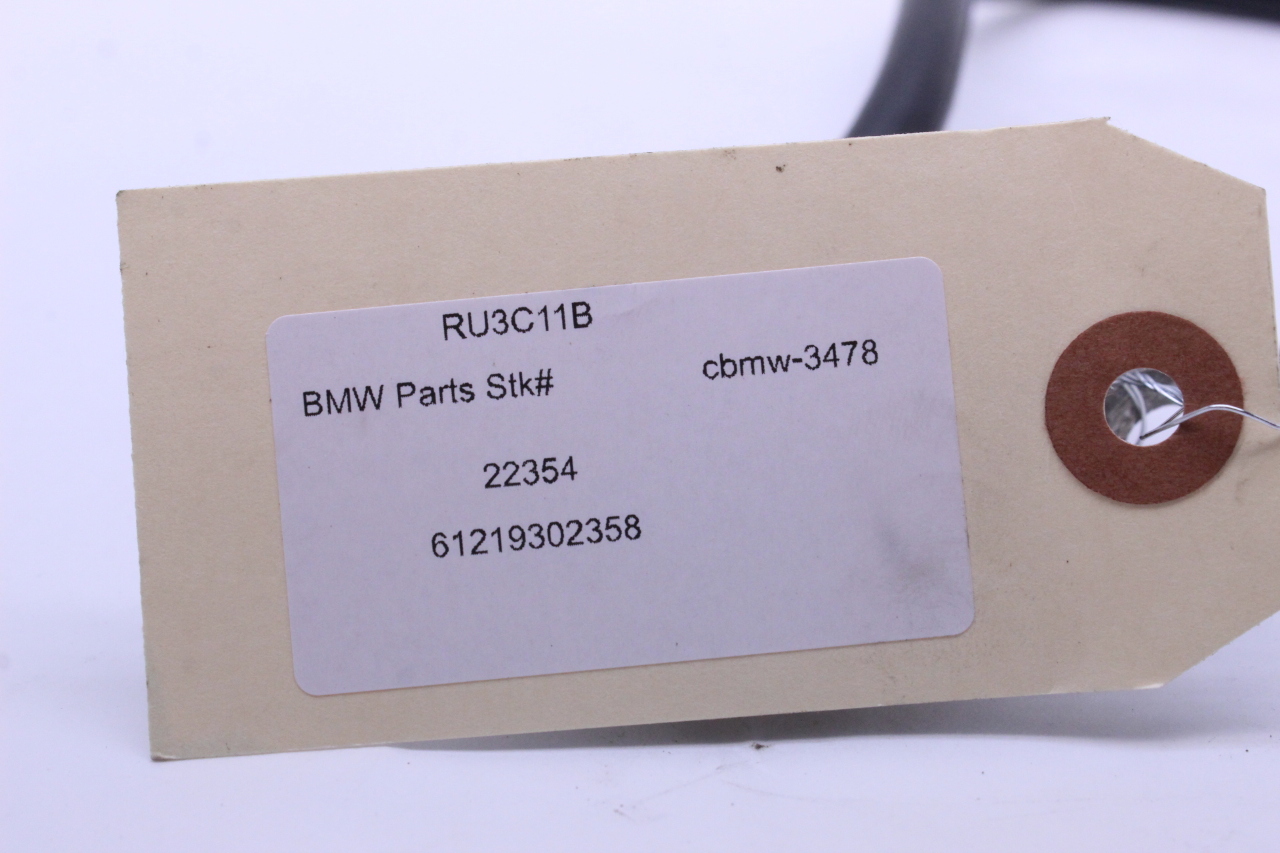 RU3C11B
BMW Parts Stk# cbmw-3478
22354
61219302358